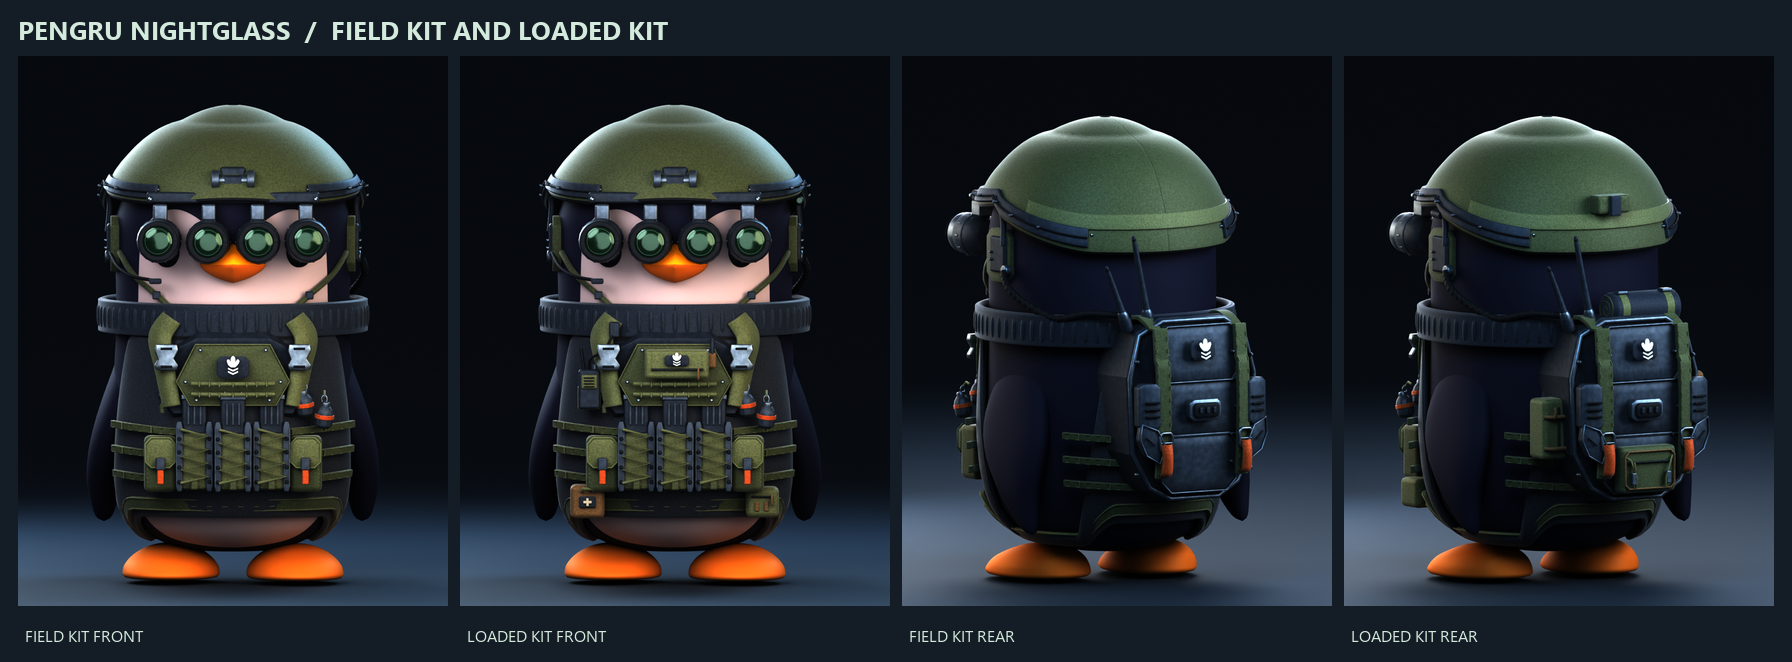 PENGRU NIGHTGLASS / FIELD KIT AND LOADED KIT
FIELD KIT FRONT
LOADED KIT FRONT
FIELD KIT REAR
LOADED KIT REAR